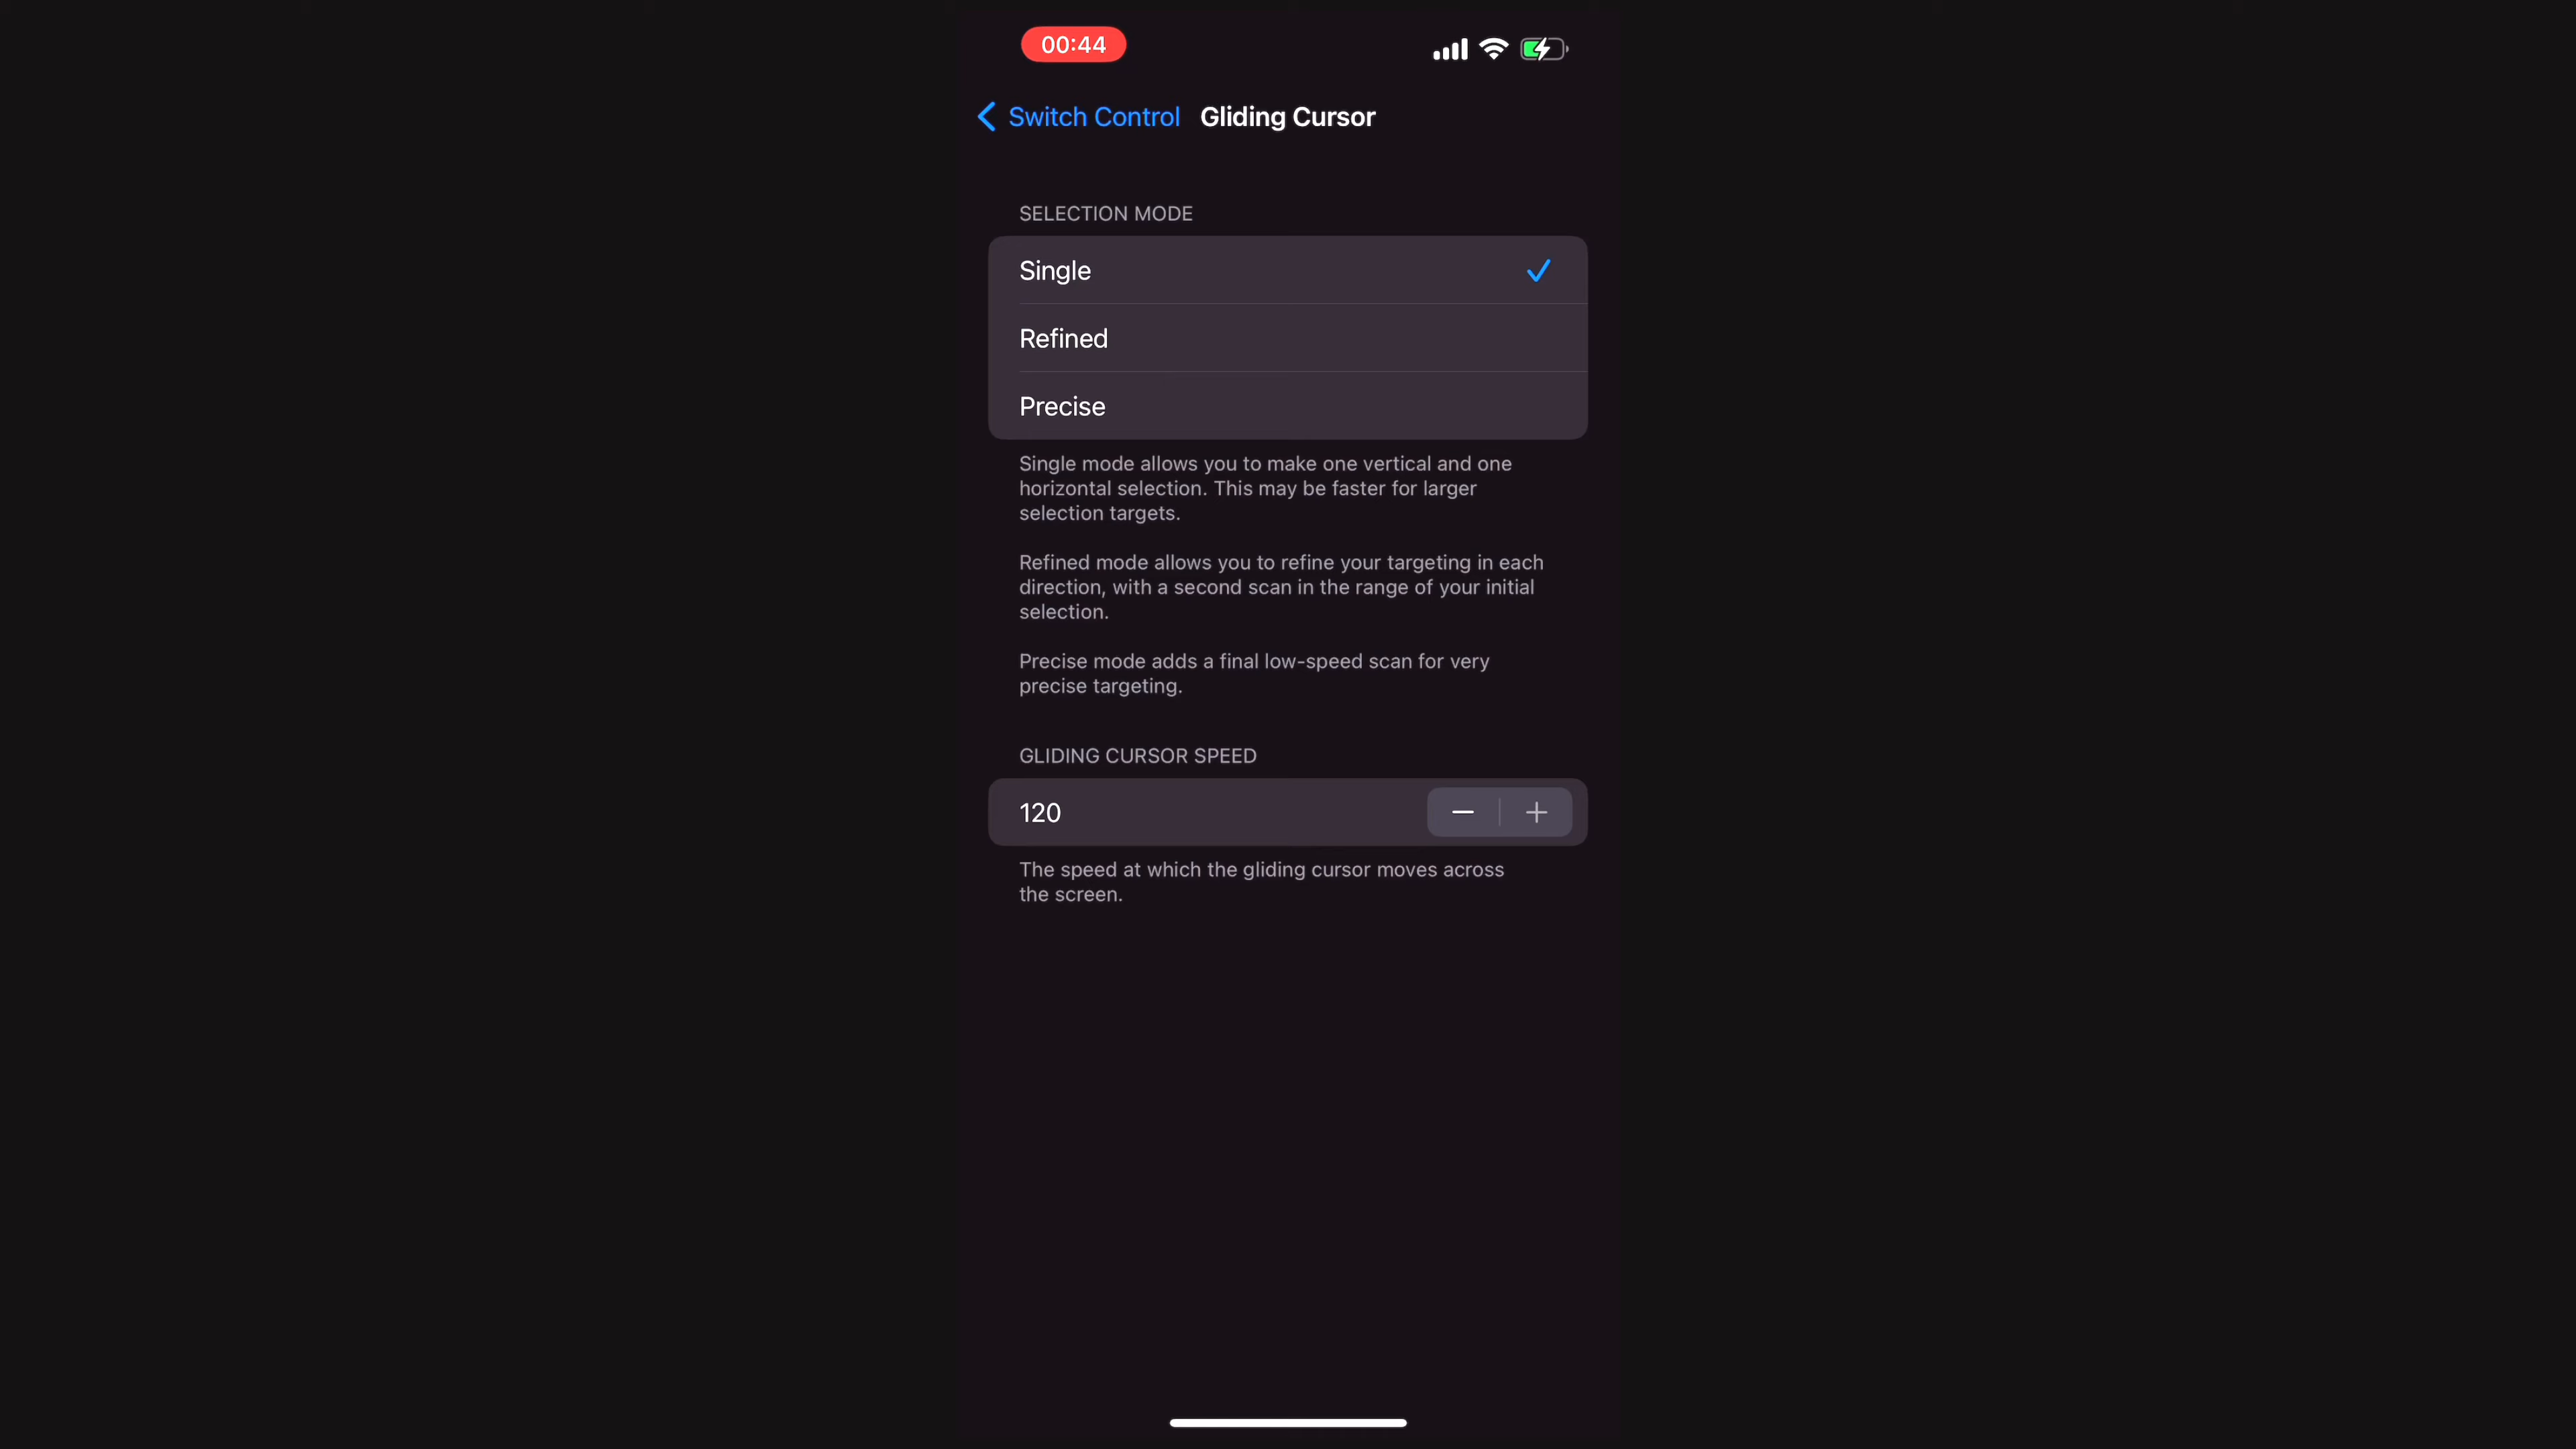 00:44
Switch Control Gliding Cursor
SELECTION MODE
Single
Refined
Precise
Single mode allows you to make one vertical and one
horizontal selection. This may be faster for larger
selection targets.
Refined mode allows you to refine your targeting in each
direction, with a second scan in the range of your initial
selection.
Precise mode adds a final low-speed scan for very
precise targeting.
GLIDING CURSOR SPEED
120
The speed at which the gliding cursor moves across
the screen.